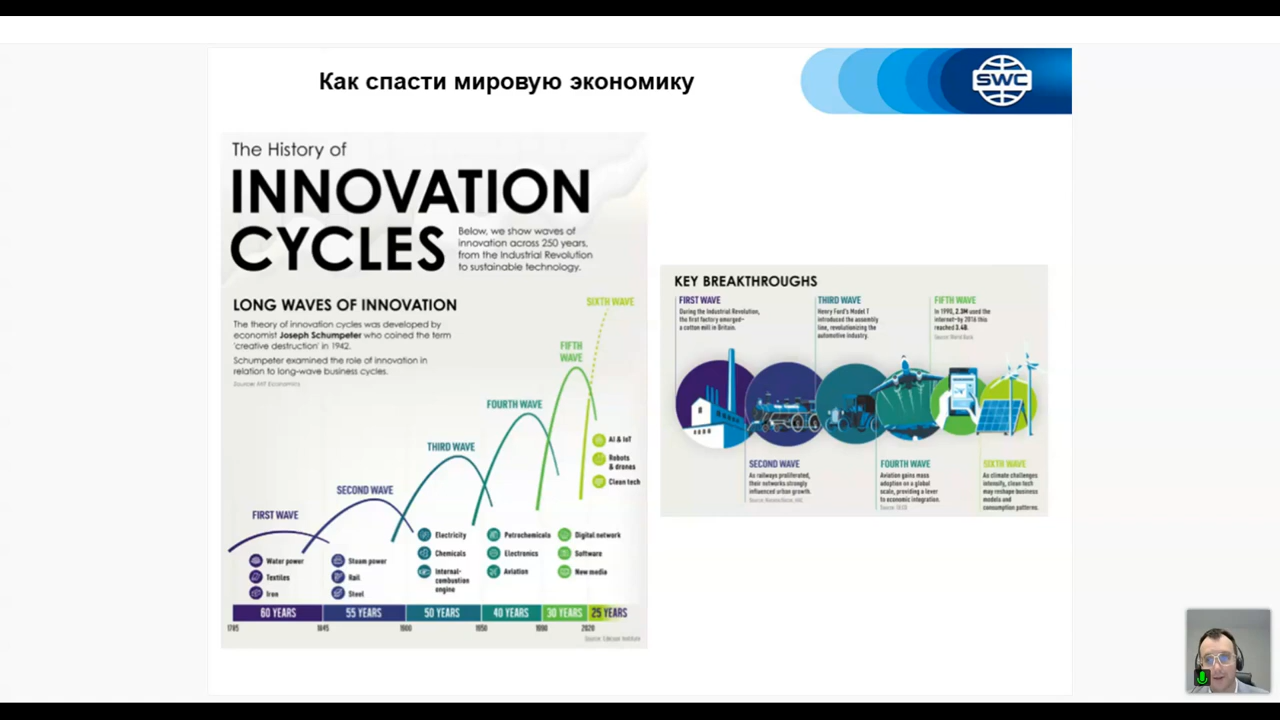 Как спасти мировую экономику
SWC
The History of
INNOVATION
CYCLES
Below, we show waves of
innovation across 250 years,
from the Industrial Revolution
to sustainable technology.
LONG WAVES OF INNOVATION
The theory of innovation cycles was developed by
economist Joseph Schumpeter who coined the term
'creative destruction' in 1942.
Schumpeter examined the role of innovation in
relation to long-wave business cycles.
Source: MIT Economics
FIRST WAVE
Water power
Textiles
Iron
SECOND WAVE
Steam power
Rail
Steel
THIRD WAVE
Electricity
Chemicals
Internal-
combustion
engine
FOURTH WAVE
Petrochemicals
Electronics
Aviation
FIFTH
WAVE
Digital network
Software
New media
SIXTH WAVE
AI & IoT
Robots
& drones
Clean tech
60 YEARS
55 YEARS
50 YEARS
40 YEARS
30 YEARS
25 YEARS
1785
1845
1900
1950
1990
2020
Source: Edelson Institute
KEY BREAKTHROUGHS
FIRST WAVE
During the Industrial Revolution,
the first factory emerged—
a cotton mill in Britain.
THIRD WAVE
Henry Ford's Model T
introduced the assembly
line, revolutionizing the
automotive industry.
FIFTH WAVE
In 1990, 2.3M used the
internet—by 2016 this
reached 3.4B.
Source: World Bank
SECOND WAVE
As railways proliferated,
their networks strongly
influenced urban growth.
FOURTH WAVE
Aviation gains mass
adoption on a global
scale, providing a lever
to economic integration.
SIXTH WAVE
As climate challenges
intensify, clean tech
may reshape business
models and
consumption patterns.